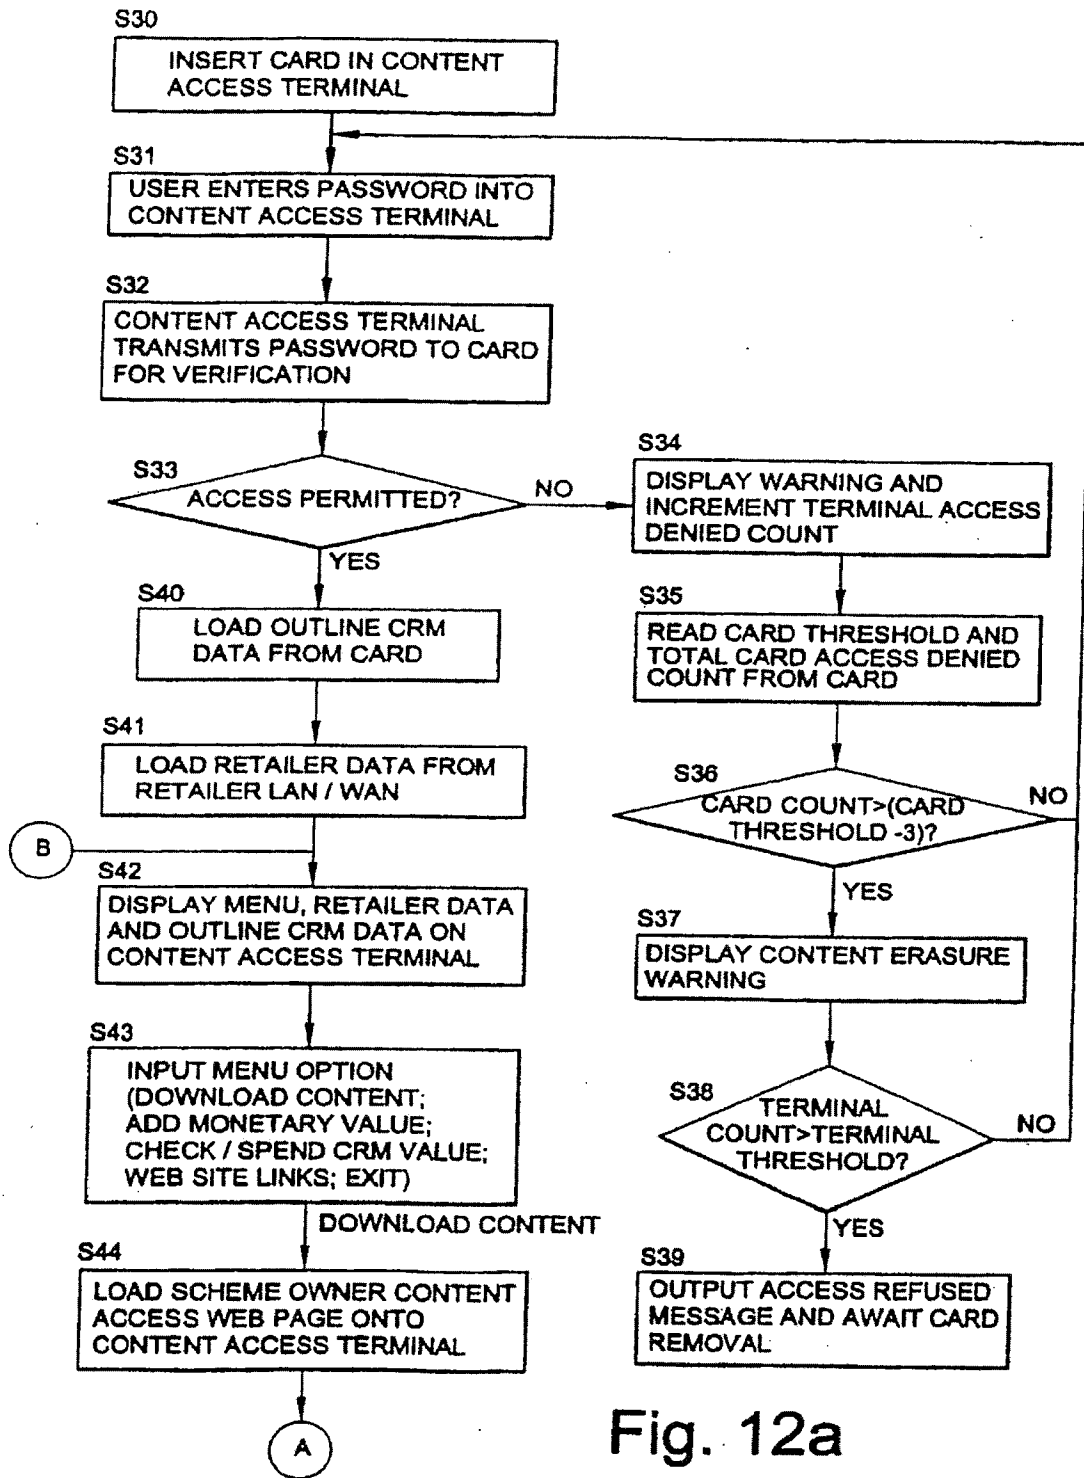 S30
INSERT CARD IN CONTENT
ACCESS TERMINAL
S31
USER ENTERS PASSWORD INTO
CONTENT ACCESS TERMINAL
S32
CONTENT ACCESS TERMINAL
TRANSMITS PASSWORD TO CARD
FOR VERIFICATION
S33
ACCESS PERMITTED?
NO
YES
S34
DISPLAY WARNING AND
INCREMENT TERMINAL ACCESS
DENIED COUNT
S35
READ CARD THRESHOLD AND
TOTAL CARD ACCESS DENIED
COUNT FROM CARD
S36
CARD COUNT>(CARD
THRESHOLD -3)?
NO
YES
S37
DISPLAY CONTENT ERASURE
WARNING
S38
TERMINAL
COUNT>TERMINAL
THRESHOLD?
NO
YES
S39
OUTPUT ACCESS REFUSED
MESSAGE AND AWAIT CARD
REMOVAL
S40
LOAD OUTLINE CRM
DATA FROM CARD
S41
LOAD RETAILER DATA FROM
RETAILER LAN / WAN
B
S42
DISPLAY MENU, RETAILER DATA
AND OUTLINE CRM DATA ON
CONTENT ACCESS TERMINAL
S43
INPUT MENU OPTION
(DOWNLOAD CONTENT;
ADD MONETARY VALUE;
CHECK / SPEND CRM VALUE;
WEB SITE LINKS; EXIT)
DOWNLOAD CONTENT
S44
LOAD SCHEME OWNER CONTENT
ACCESS WEB PAGE ONTO
CONTENT ACCESS TERMINAL
A
Fig. 12a